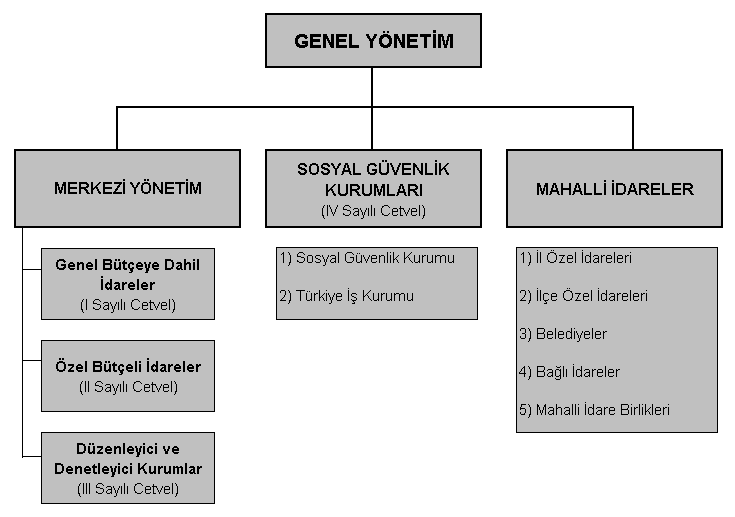 GENEL YÖNETİM
MERKEZİ YÖNETİM
SOSYAL GÜVENLİK
KURUMLARI
(IV Sayılı Cetvel)
MAHALLİ İDARELER
Genel Bütçeye Dahil
İdareler
(I Sayılı Cetvel)
Özel Bütçeli İdareler
(II Sayılı Cetvel)
Düzenleyici ve
Denetleyici Kurumlar
(III Sayılı Cetvel)
1) Sosyal Güvenlik Kurumu
2) Türkiye İş Kurumu
1) İl Özel İdareleri
2) İlçe Özel İdareleri
3) Belediyeler
4) Bağlı İdareler
5) Mahalli İdare Birlikleri